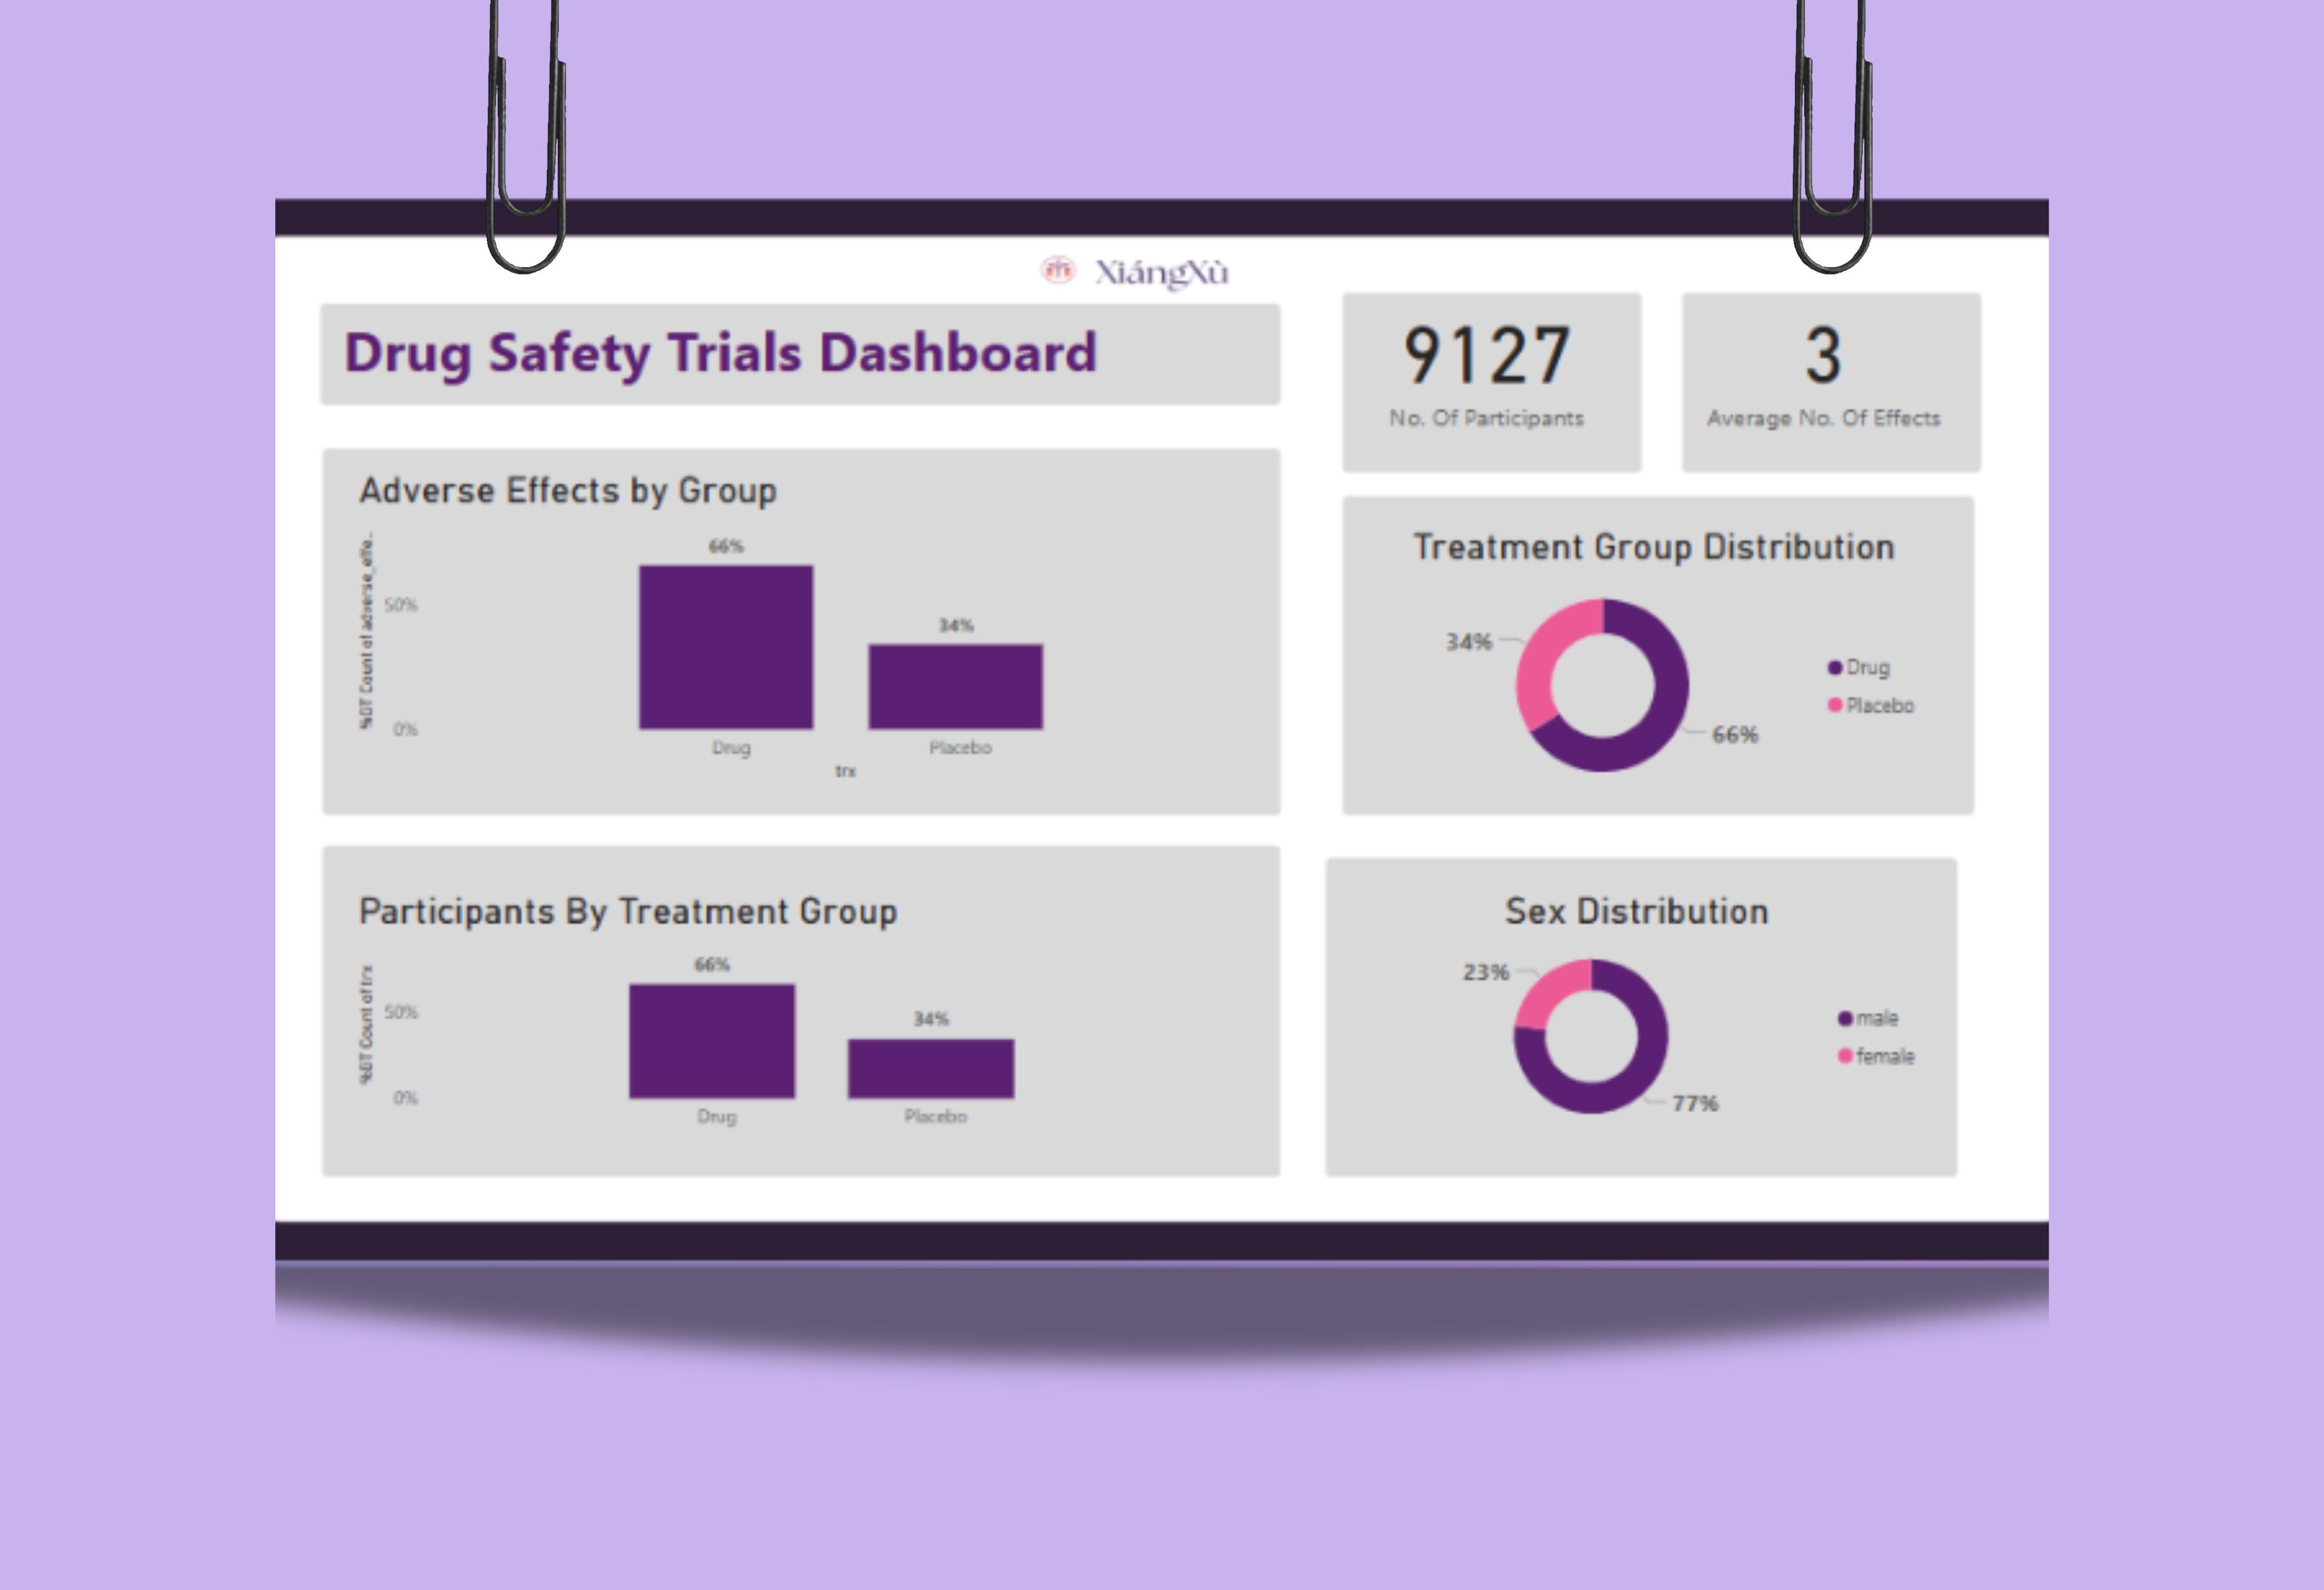 XiángXù
Drug Safety Trials Dashboard
9127
No. Of Participants
3
Average No. Of Effects
Adverse Effects by Group
%GT Count of adverse_effe...
50%
0%
66%
34%
Drug
Placebo
trx
Treatment Group Distribution
34%
66%
Drug
Placebo
Participants By Treatment Group
%GT Count of trx
50%
0%
66%
34%
Drug
Placebo
Sex Distribution
23%
77%
male
female